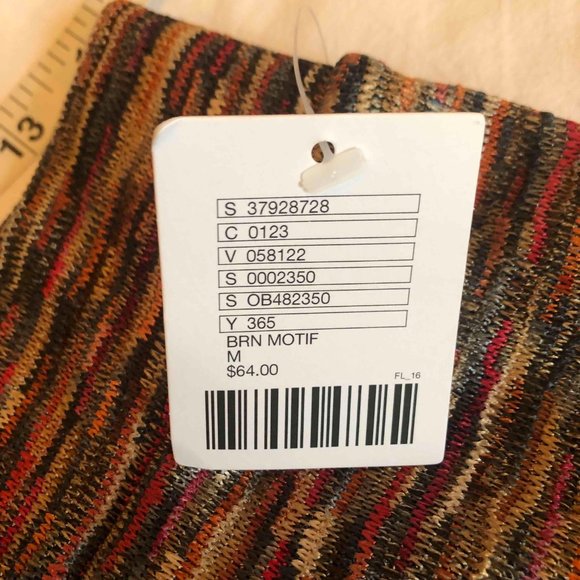 13
S 37928728
C 0123
V 058122
S 0002350
S OB482350
Y 365
BRN MOTIF
M
$64.00
FL_16